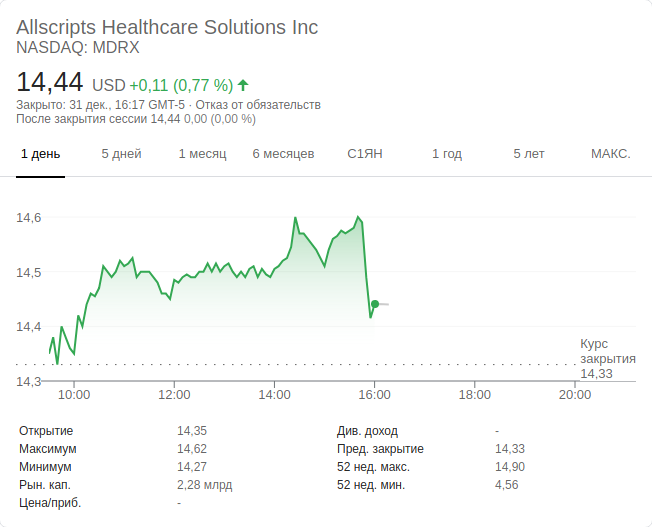 Allscripts Healthcare Solutions Inc
NASDAQ: MDRX
14,44 USD +0,11 (0,77 %)
Закрыто: 31 дек., 16:17 GMT-5 · Отказ от обязательств
После закрытия сессии 14,44 0,00 (0,00 %)
1 день 5 дней 1 месяц 6 месяцев С1ЯН 1 год 5 лет МАКС.
14,6
14,5
14,4
Курс
закрытия
14,33
14,3
10:00 12:00 14:00 16:00 18:00 20:00
Открытие 14,35 Див. доход -
Максимум 14,62 Пред. закрытие 14,33
Минимум 14,27 52 нед. макс. 14,90
Рын. кап. 2,28 млрд 52 нед. мин. 4,56
Цена/приб. -